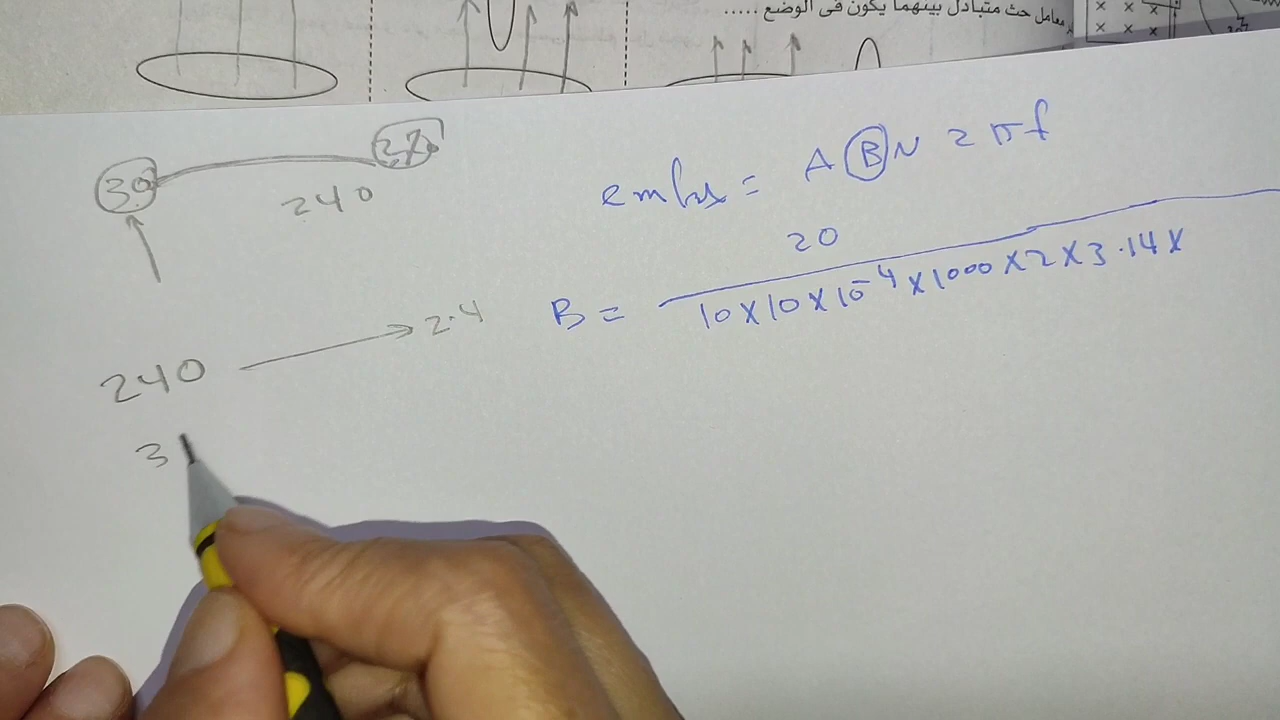 معامل حث متبادل بينهما يكون فى الوضع .....
30 270
240
emfmax = A B N 2 π f
20
B = 10 X 10 X 10^-4 X 1000 X 2 X 3.14 X
240 → 2.4
3